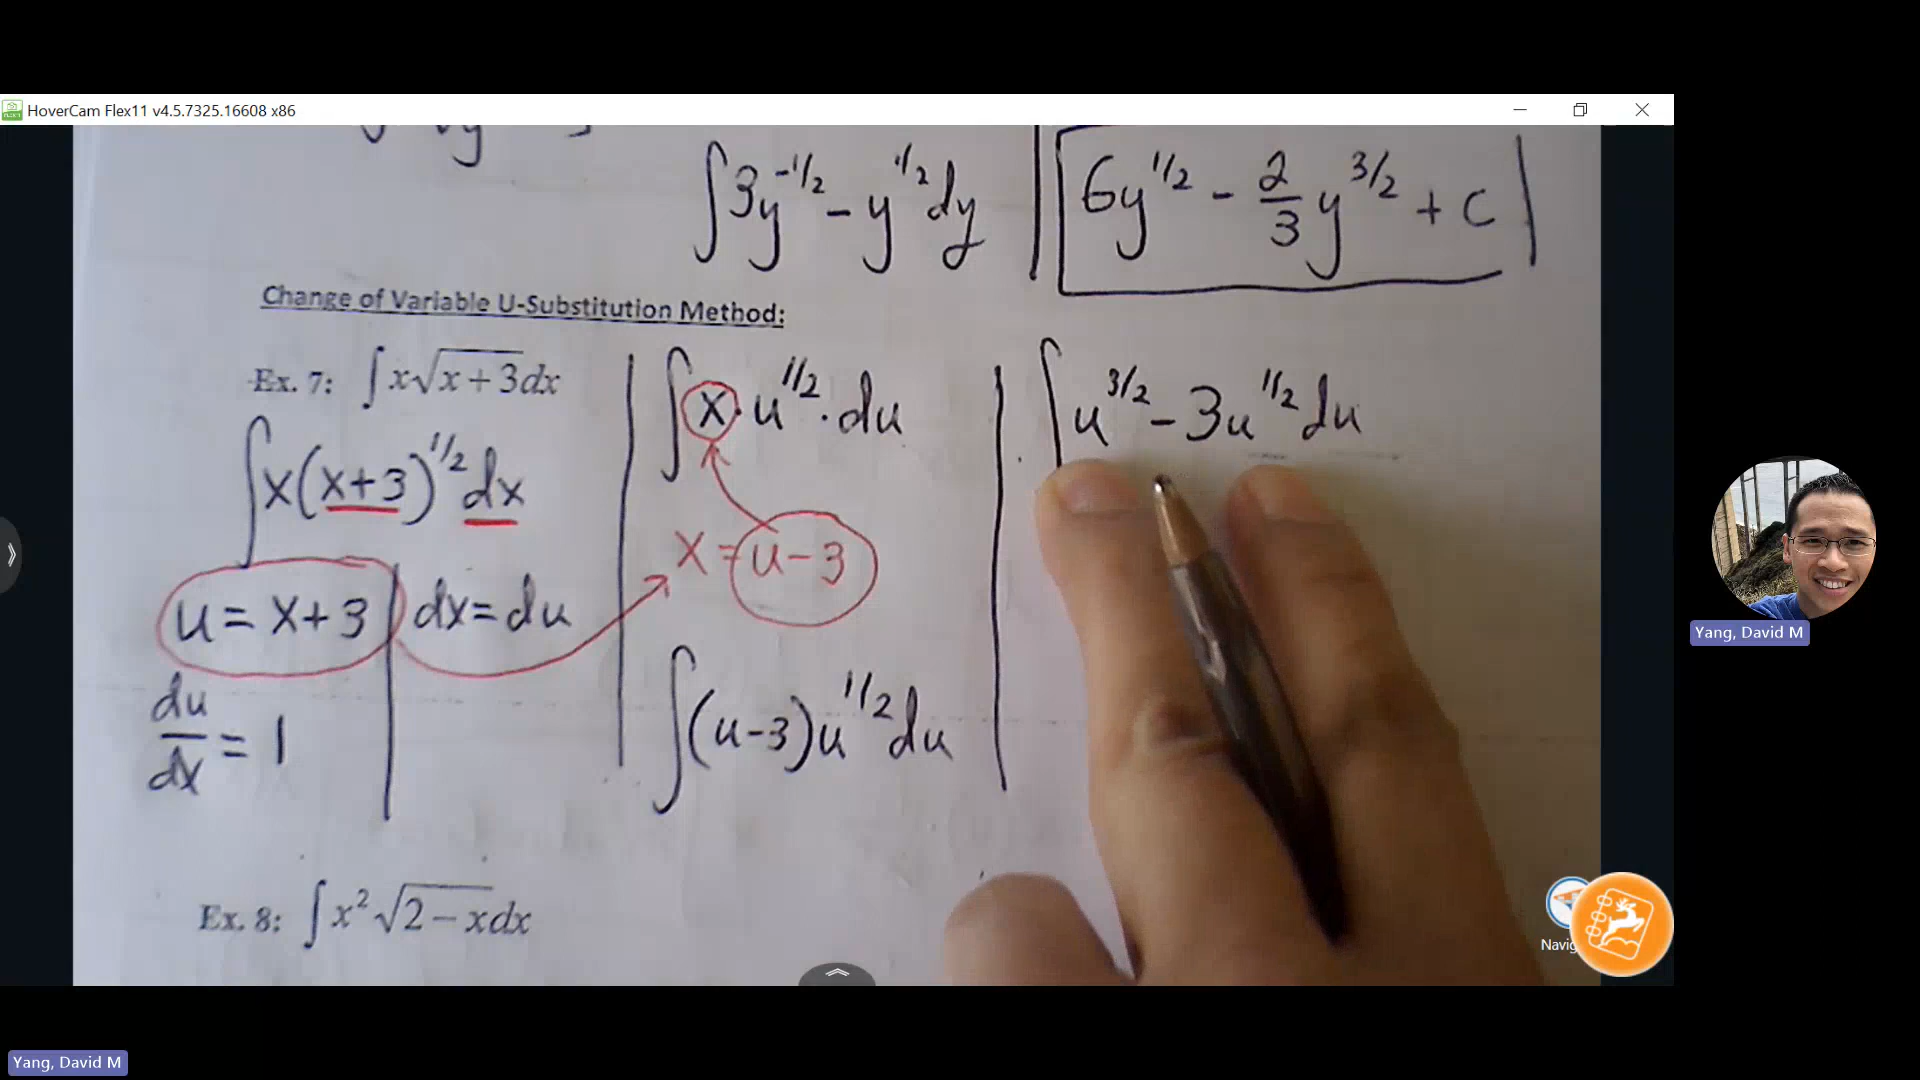 HoverCam Flex11 v4.5.7325.16608 x86
∫3y^-1/2 - y^1/2 dy
6y^1/2 - 2/3 y^3/2 + C
Change of Variable U-Substitution Method:
Ex. 7: ∫x√x+3dx
∫x(x+3)^1/2 dx
u = x+3
dx = du
du/dx = 1
∫x·u^1/2·du
x = u-3
∫(u-3)u^1/2 du
∫u^3/2 - 3u^1/2 du
Ex. 8: ∫x²√2-xdx
Yang, David M
Yang, David M